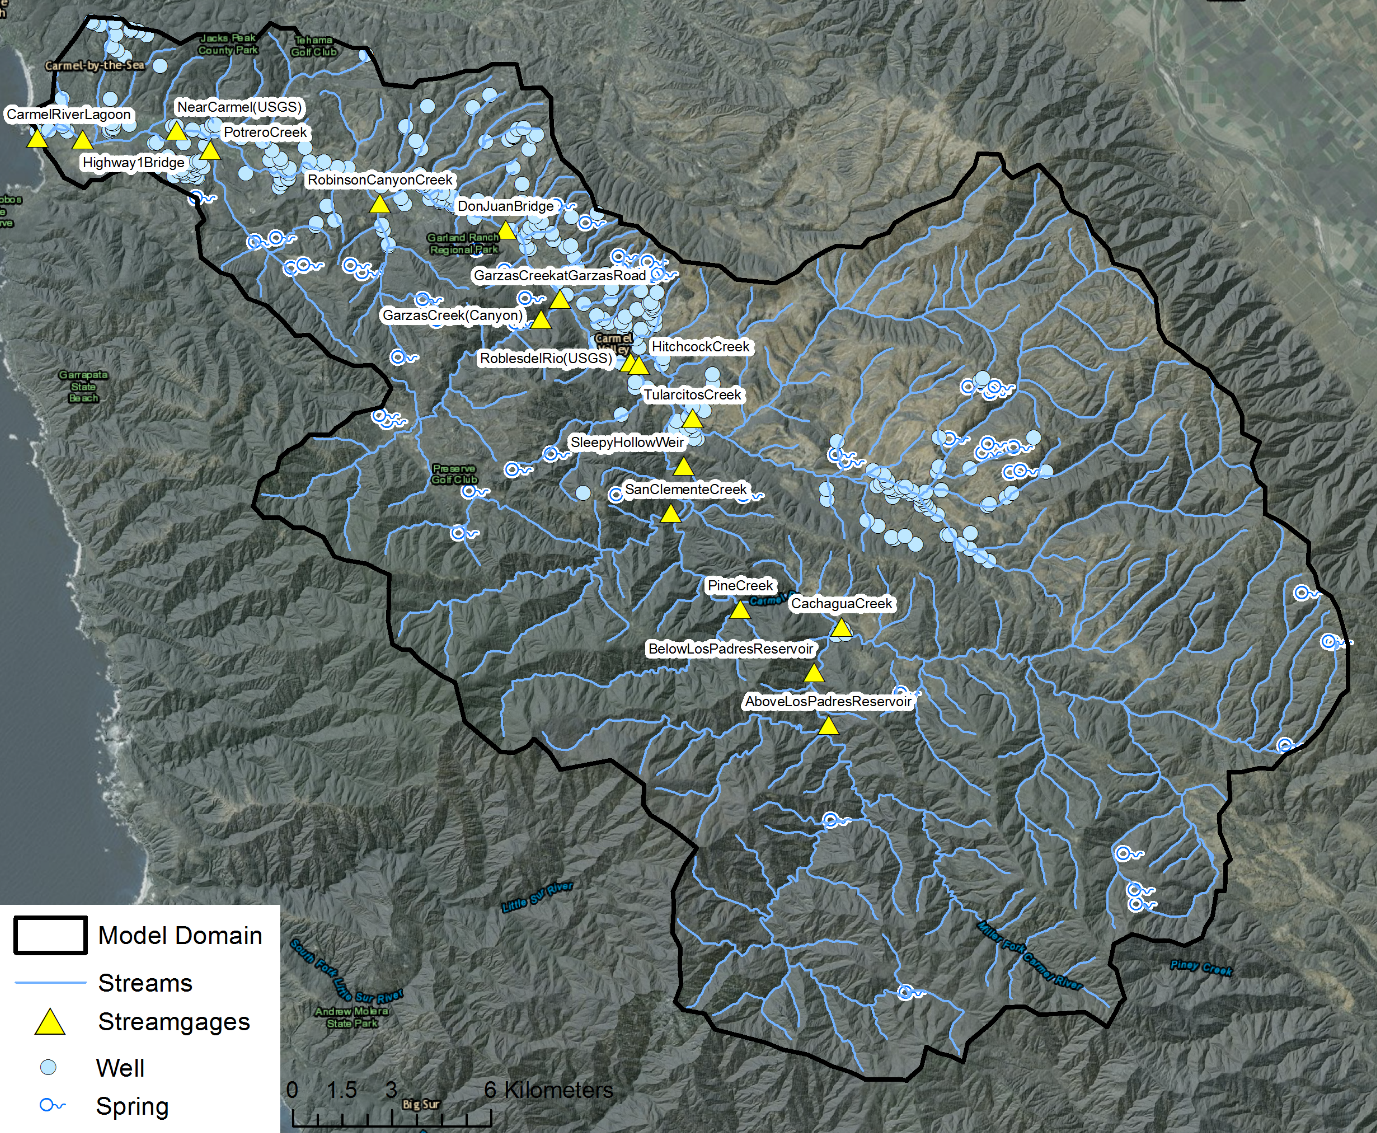 Jacks Peak
County Park
Tehama
Golf Club
Carmel-by-the-Sea
CarmelRiverLagoon
NearCarmel(USGS)
PotreroCreek
Highway1Bridge
RobinsonCanyonCreek
DonJuanBridge
Garland Ranch
Regional Park
GarzasCreekatGarzasRoad
GarzasCreek(Canyon)
Carmel
Valley
HitchcockCreek
RoblesdelRio(USGS)
Garrapata
State
Beach
TularcitosCreek
SleepyHollowWeir
Preserve
Golf Club
SanClementeCreek
PineCreek
CachaguaCreek
BelowLosPadresReservoir
AboveLosPadresReservoir
Little Sur River
South Fork Little Sur River
Andrew Molera
State Park
Miller Fork Carmel River
Piney Creek
Big Sur
Model Domain
Streams
Streamgages
Well
Spring
0 1.5 3 6 Kilometers